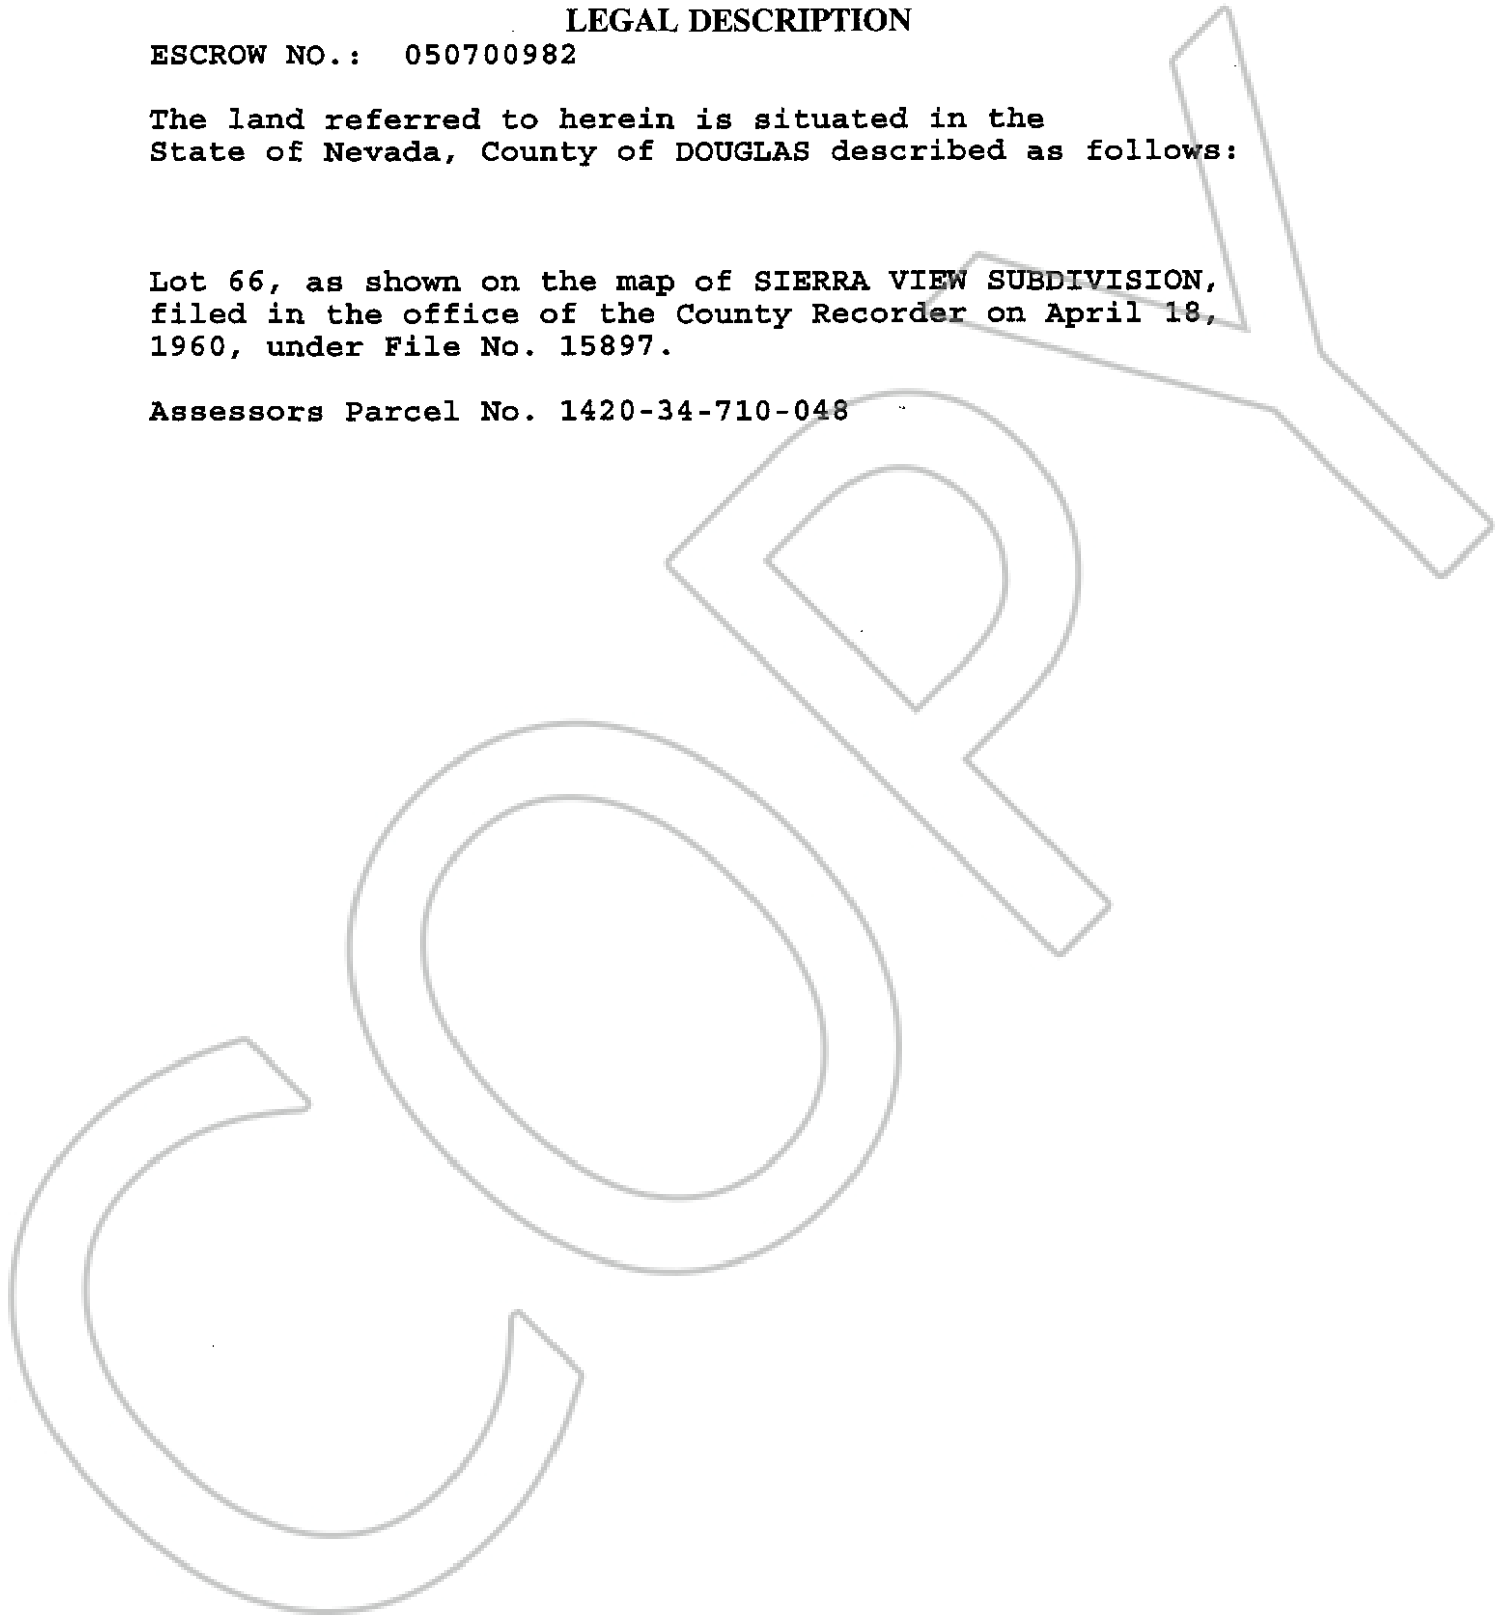 LEGAL DESCRIPTION
ESCROW NO.: 050700982
The land referred to herein is situated in the
State of Nevada, County of DOUGLAS described as follows:
Lot 66, as shown on the map of SIERRA VIEW SUBDIVISION,
filed in the office of the County Recorder on April 18,
1960, under File No. 15897.
Assessors Parcel No. 1420-34-710-048
COPY